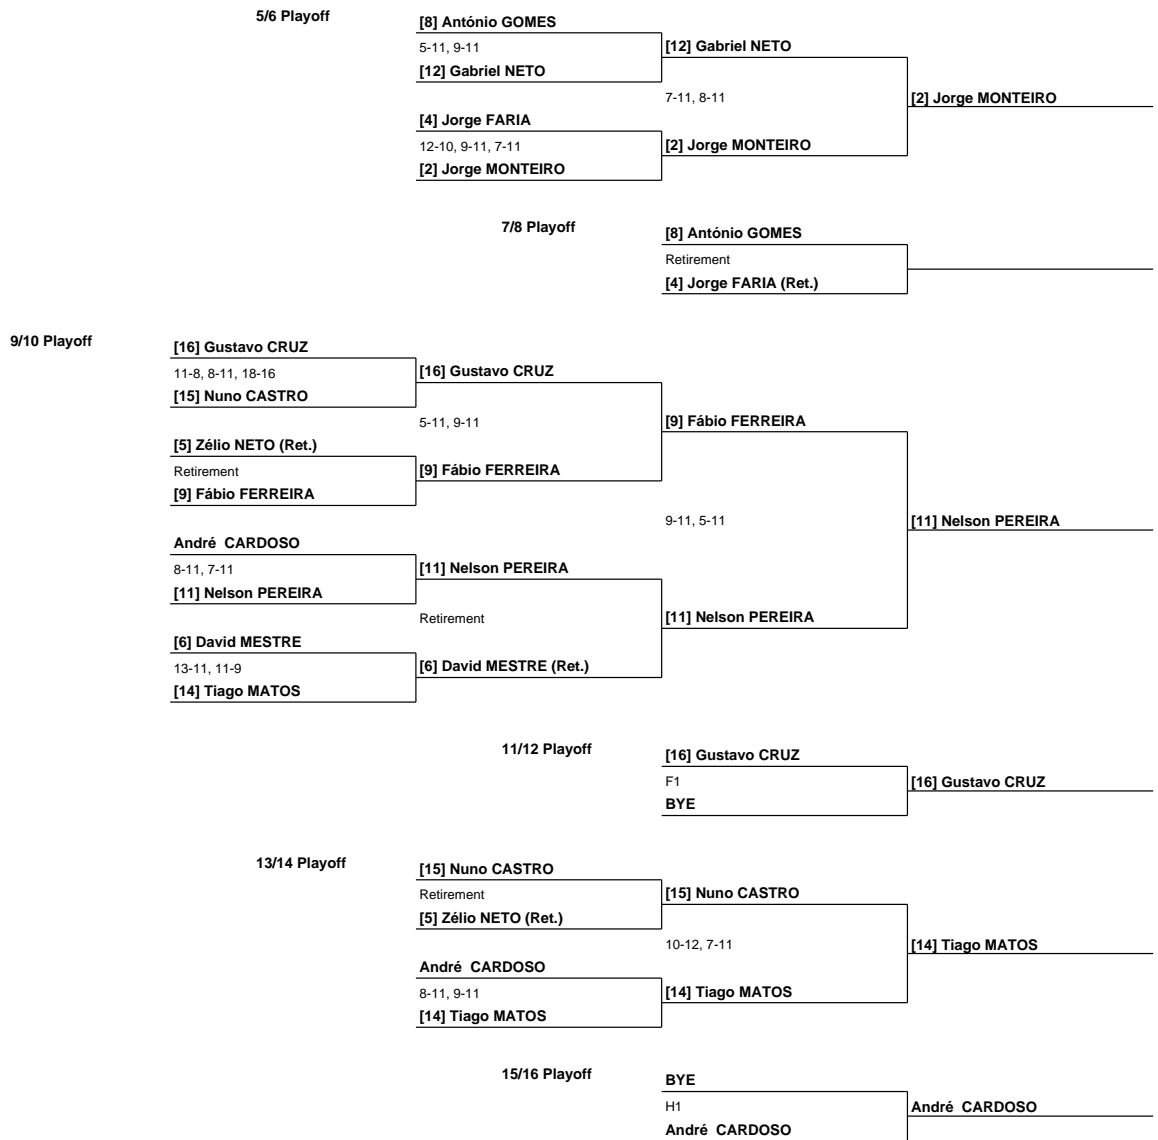 5/6 Playoff
[8] António GOMES
5-11, 9-11
[12] Gabriel NETO
[12] Gabriel NETO
7-11, 8-11
[2] Jorge MONTEIRO
[4] Jorge FARIA
12-10, 9-11, 7-11
[2] Jorge MONTEIRO
[2] Jorge MONTEIRO
7/8 Playoff
[8] António GOMES
Retirement
[4] Jorge FARIA (Ret.)
9/10 Playoff
[16] Gustavo CRUZ
11-8, 8-11, 18-16
[16] Gustavo CRUZ
[15] Nuno CASTRO
5-11, 9-11
[9] Fábio FERREIRA
[5] Zélio NETO (Ret.)
Retirement
[9] Fábio FERREIRA
[9] Fábio FERREIRA
9-11, 5-11
[11] Nelson PEREIRA
André  CARDOSO
8-11, 7-11
[11] Nelson PEREIRA
[11] Nelson PEREIRA
Retirement
[11] Nelson PEREIRA
[6] David MESTRE
13-11, 11-9
[6] David MESTRE (Ret.)
[14] Tiago MATOS
11/12 Playoff
[16] Gustavo CRUZ
F1
[16] Gustavo CRUZ
BYE
13/14 Playoff
[15] Nuno CASTRO
Retirement
[15] Nuno CASTRO
[5] Zélio NETO (Ret.)
10-12, 7-11
[14] Tiago MATOS
André  CARDOSO
8-11, 9-11
[14] Tiago MATOS
[14] Tiago MATOS
15/16 Playoff
BYE
H1
André  CARDOSO
André  CARDOSO